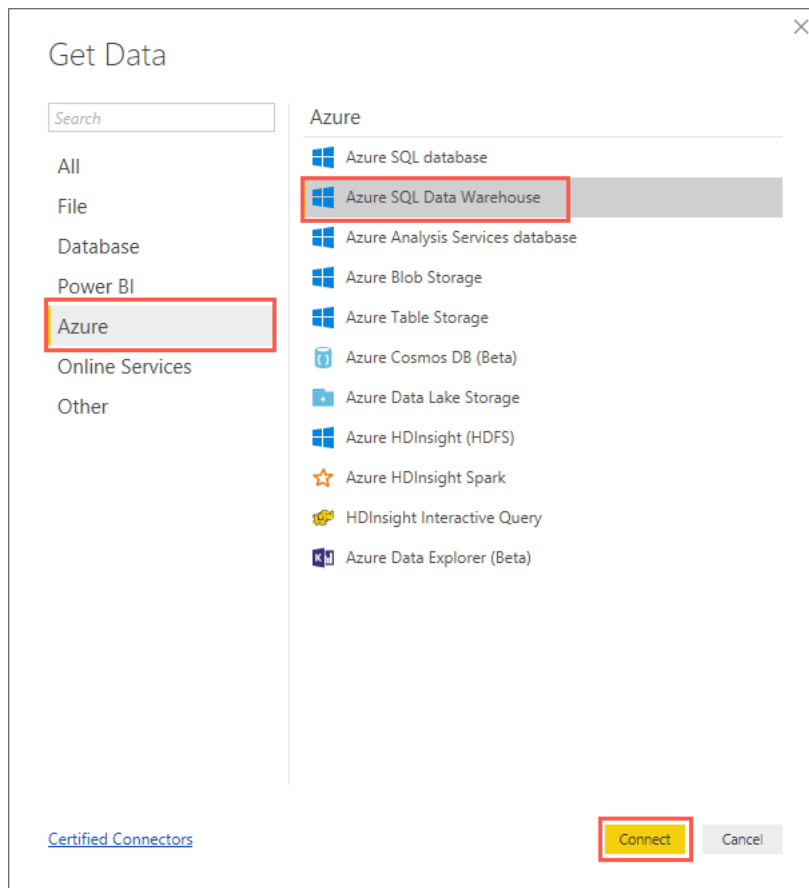 Get Data
Search
All
File
Database
Power BI
Azure
Online Services
Other
Azure
Azure SQL database
Azure SQL Data Warehouse
Azure Analysis Services database
Azure Blob Storage
Azure Table Storage
Azure Cosmos DB (Beta)
Azure Data Lake Storage
Azure HDInsight (HDFS)
Azure HDInsight Spark
HDInsight Interactive Query
Azure Data Explorer (Beta)
Certified Connectors
Connect
Cancel